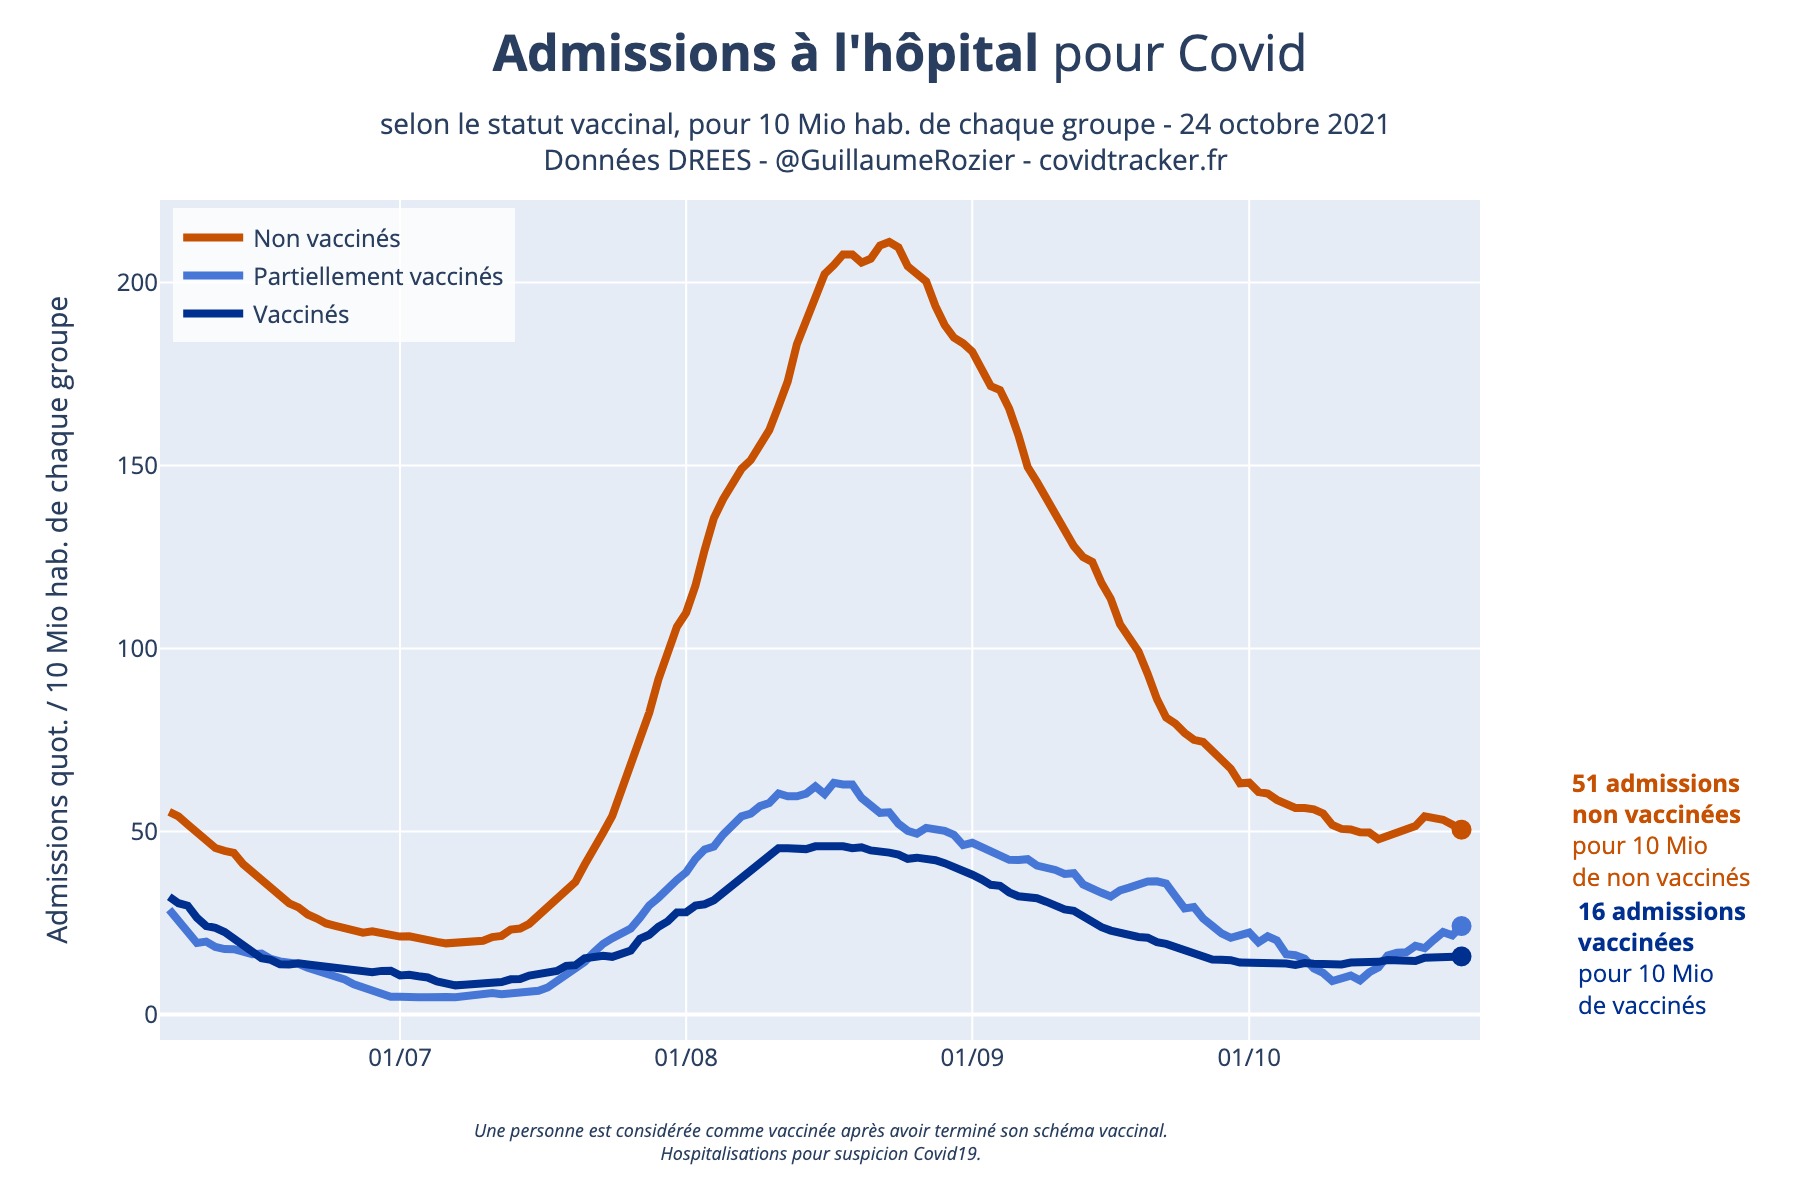 Admissions à l'hôpital pour Covid
selon le statut vaccinal, pour 10 Mio hab. de chaque groupe - 24 octobre 2021
Données DREES - @GuillaumeRozier - covidtracker.fr
Non vaccinés
Partiellement vaccinés
Vaccinés
Admissions quot. / 10 Mio hab. de chaque groupe
200
150
100
50
0
01/07
01/08
01/09
01/10
51 admissions
non vaccinées
pour 10 Mio
de non vaccinés
16 admissions
vaccinées
pour 10 Mio
de vaccinés
Une personne est considérée comme vaccinée après avoir terminé son schéma vaccinal.
Hospitalisations pour suspicion Covid19.